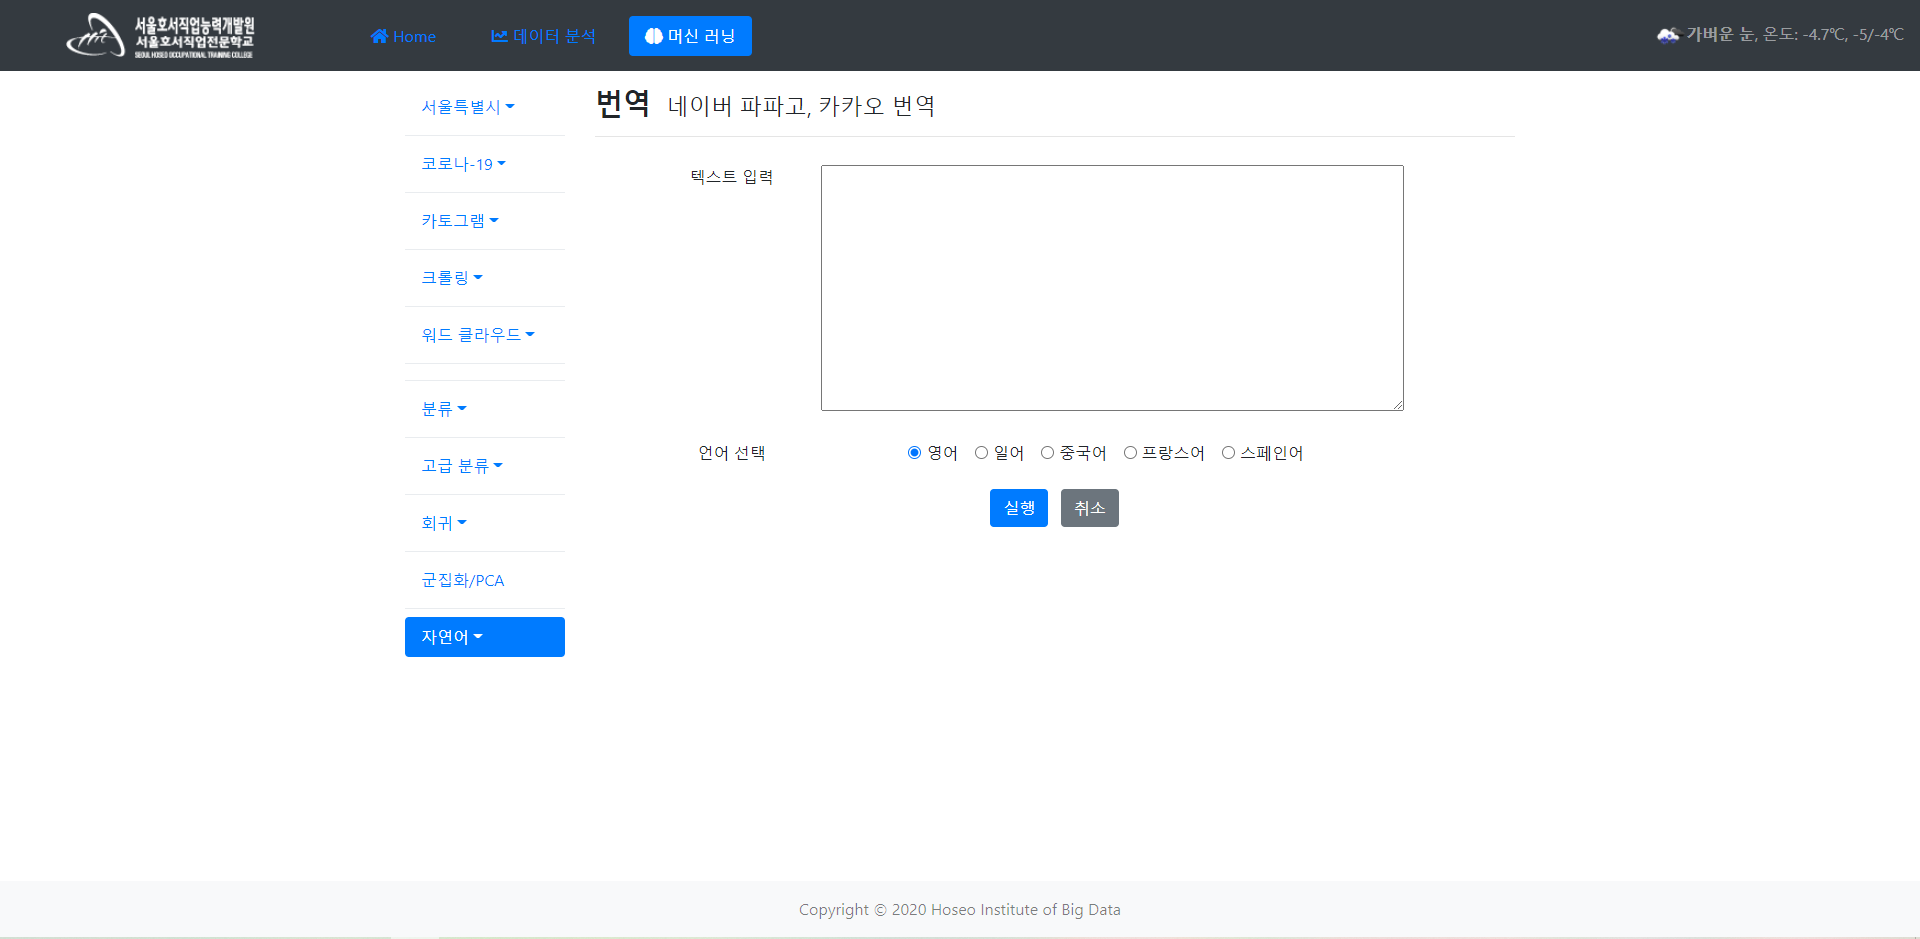 서울호서직업능력개발원
서울호서직업전문학교
SEOUL HOSEO OCCUPATIONAL TRAINING COLLEGE
Home
데이터 분석
머신 러닝
가벼운 눈, 온도: -4.7℃, -5/-4℃
서울특별시
코로나-19
카토그램
크롤링
워드 클라우드
분류
고급 분류
회귀
군집화/PCA
자연어
번역 네이버 파파고, 카카오 번역
텍스트 입력
언어 선택
영어 일어 중국어 프랑스어 스페인어
실행 취소
Copyright © 2020 Hoseo Institute of Big Data